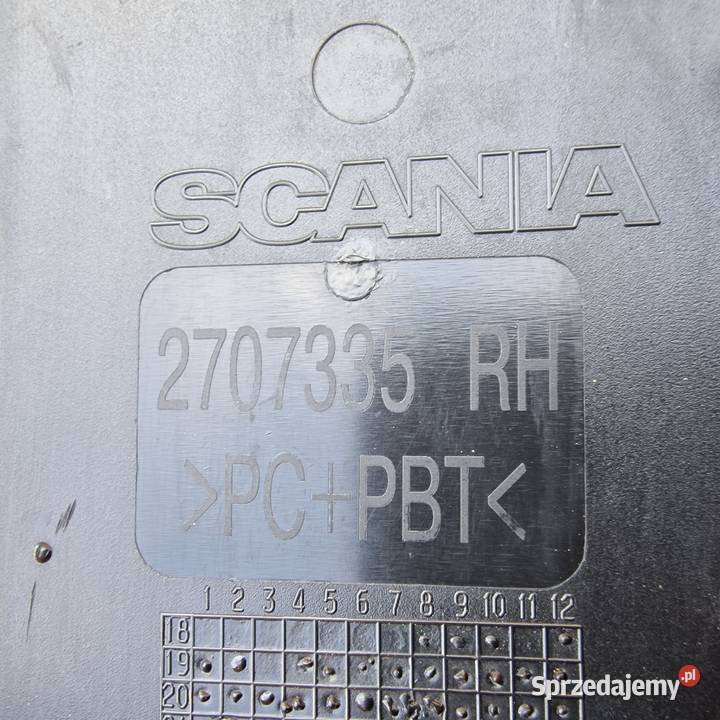 SCANIA
2707335 RH
>PC+PBT<
1 2 3 4 5 6 7 8 9 10 11 12
18
19
20
Sprzedajemy.pl